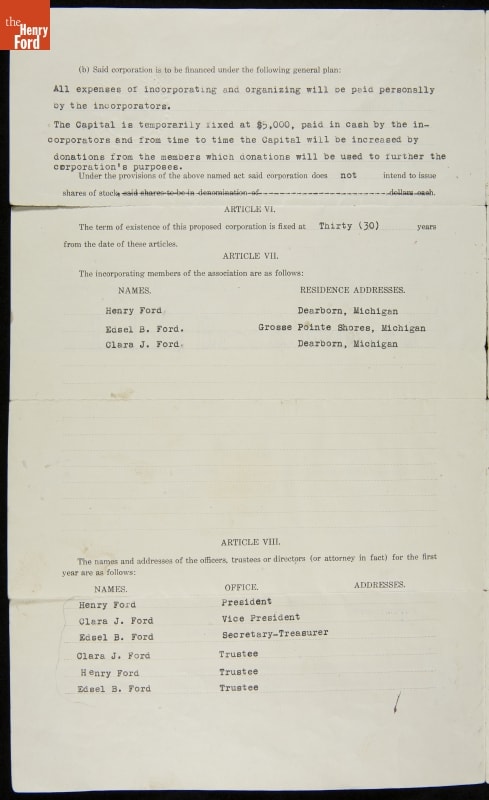 the
Henry
Ford
(b) Said corporation is to be financed under the following general plan:
All expenses of incorporating and organizing will be paid personally
by the incorporators.
The Capital is temporarily fixed at $5,000, paid in cash by the in-
corporators and from time to time the Capital will be increased by
donations from the members which donations will be used to further the
corporation's purposes.
Under the provisions of the above named act said corporation does not intend to issue
shares of stock, said shares to be in denomination of dollars each.
ARTICLE VI.
The term of existence of this proposed corporation is fixed at Thirty (30) years
from the date of these articles.
ARTICLE VII.
The incorporating members of the association are as follows:
NAMES. RESIDENCE ADDRESSES.
Henry Ford. Dearborn, Michigan
Edsel B. Ford. Grosse Pointe Shores, Michigan
Clara J. Ford. Dearborn, Michigan
ARTICLE VIII.
The names and addresses of the officers, trustees or directors (or attorney in fact) for the first
year are as follows:
NAMES. OFFICE. ADDRESSES.
Henry Ford President
Clara J. Ford Vice President
Edsel B. Ford Secretary-Treasurer
Clara J. Ford Trustee
Henry Ford Trustee
Edsel B. Ford Trustee